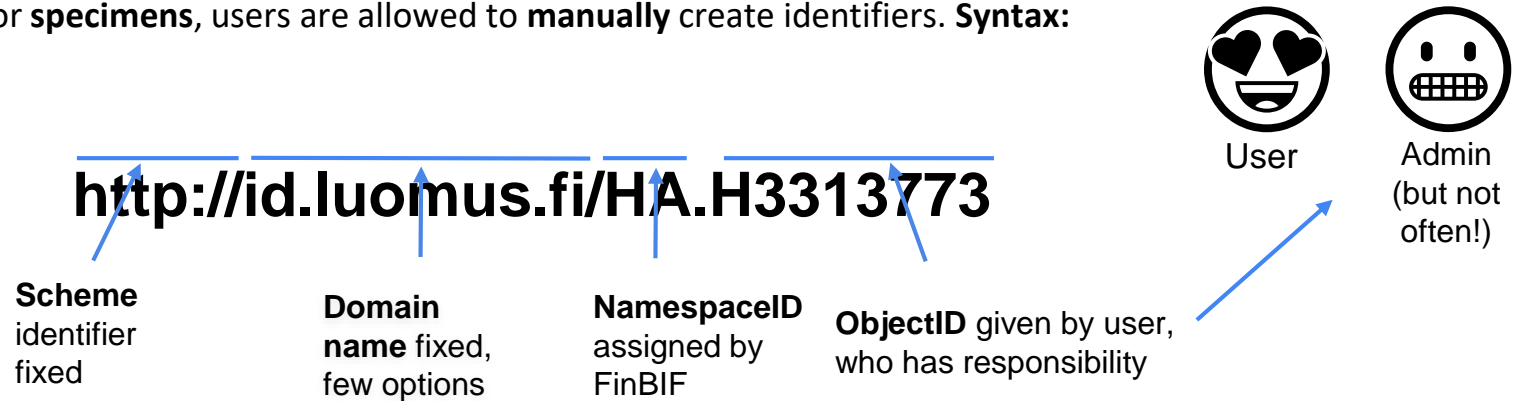 or specimens, users are allowed to manually create identifiers. Syntax:
User
Admin
(but not
often!)
http://id.luomus.fi/HA.H3313773
Scheme
identifier
fixed
Domain
name fixed,
few options
NamespaceID
assigned by
FinBIF
ObjectID given by user,
who has responsibility